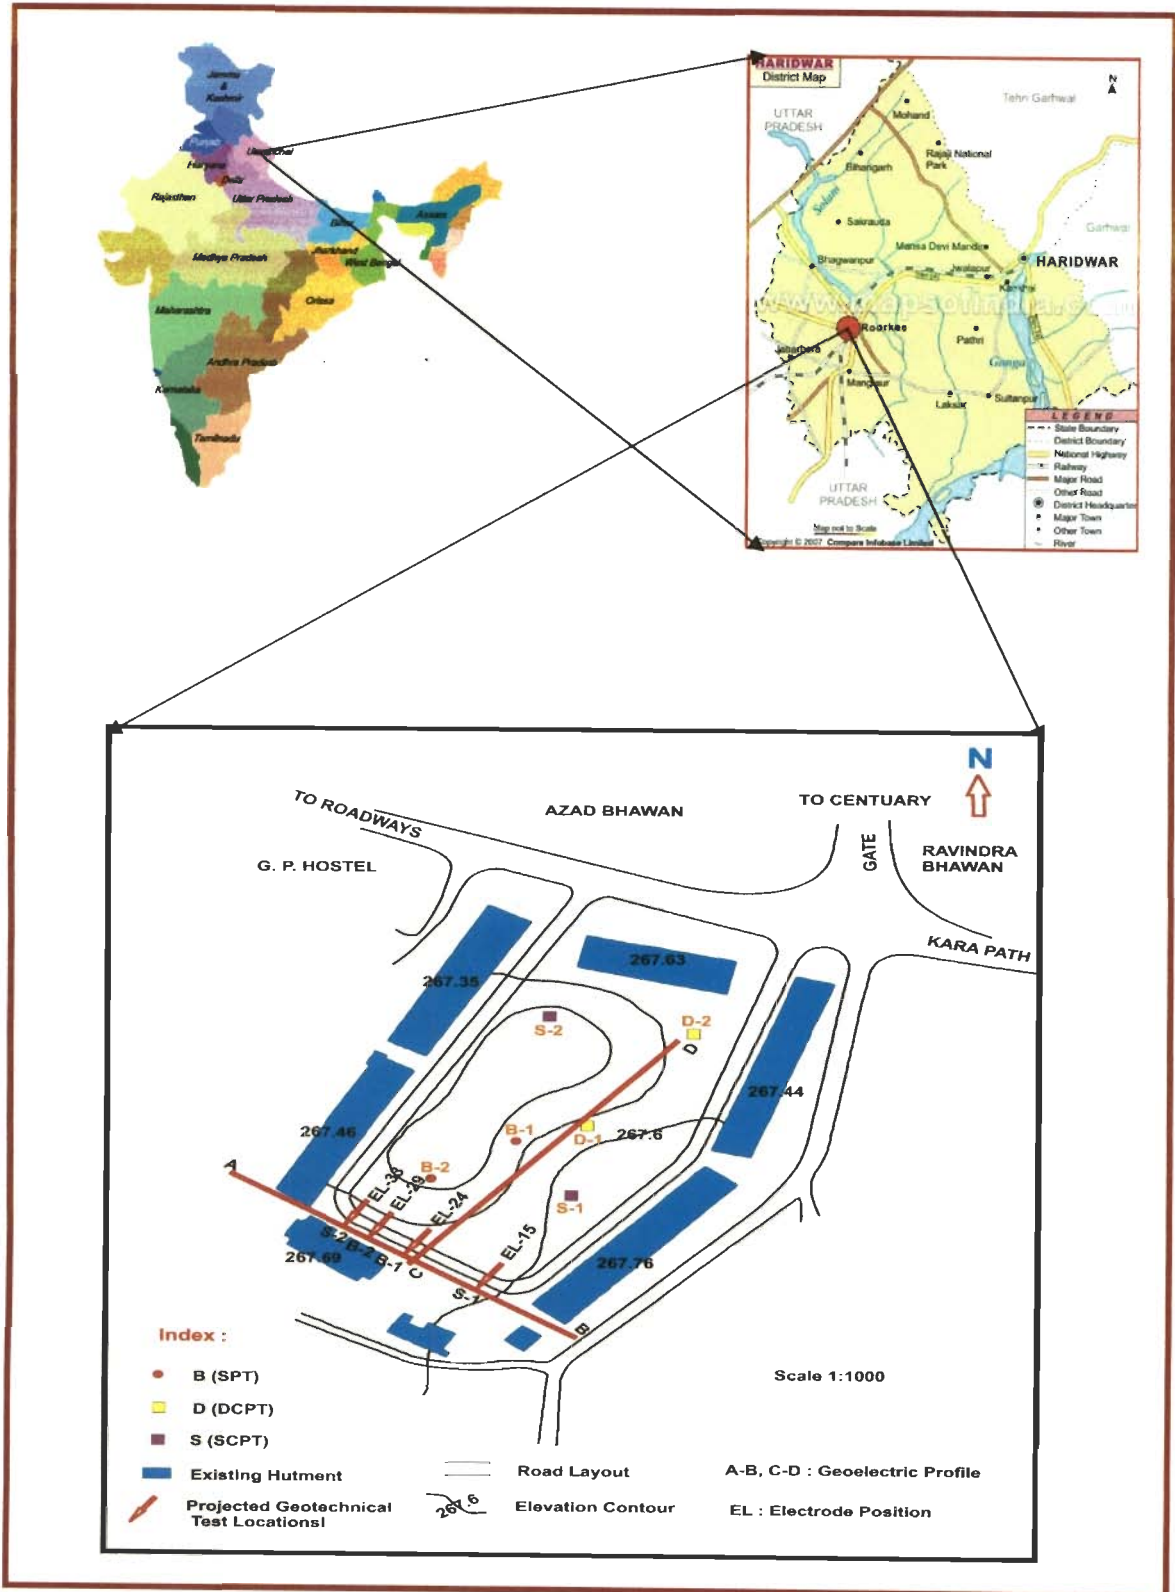 Jammu
&
Kashmir
Punjab
Uttranchal
Haryana
Delhi
Rajasthan
Uttar Pradesh
Bihar
Assam
Jharkhand
Madhya Pradesh
West Bengal
Orissa
Maharashtra
Andhra Pradesh
Karnataka
Tamilnadu
HARIDWAR
District Map
N
Tehri Garhwal
UTTAR
PRADESH
Mohand
Rajaji National
Park
Bihargarh
Solani
Sakrauda
Garhwal
Mansa Devi Mandir
HARIDWAR
Bhagwanpur
Jwalapur
Kankhal
www.mapsofindia.com
Roorkee
Pathri
Jabarhera
Ganga
Manglaur
Laksar
Sultanpur
LEGEND
State Boundary
District Boundary
National Highway
Railway
Major Road
Other Road
District Headquarter
Major Town
Other Town
River
UTTAR
PRADESH
Map not to Scale
Copyright © 2007 Compare Infobase Limited
N
TO ROADWAYS
AZAD BHAWAN
TO CENTUARY
GATE
RAVINDRA
BHAWAN
G. P. HOSTEL
KARA PATH
267.63
267.35
S-2
D-2
D
267.44
267.46
B-1
D-1
267.6
A
B-2
EL-38
EL-29
EL-24
S-1
EL-15
S-2
B-2
B-1
C
267.69
267.76
S-1
B
Index :
B (SPT)
Scale 1:1000
D (DCPT)
S (SCPT)
Existing Hutment
Road Layout
A-B, C-D : Geoelectric Profile
Projected Geotechnical
Test Locationsl
267.6
Elevation Contour
EL : Electrode Position